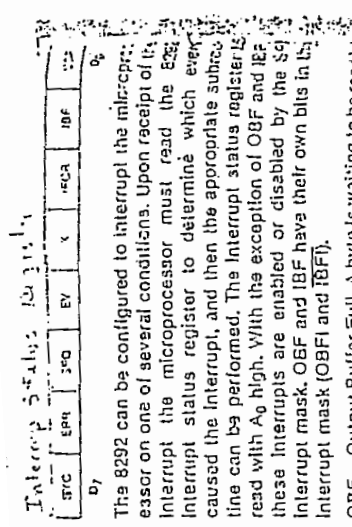 Interrupt Status Register
SYC ERR SRQ EV X IFCR IBF OBF
D7 D0
The 8292 can be configured to interrupt the microproc-
essor on one of several conditions. Upon receipt of the
interrupt the microprocessor must read the 8292
interrupt status register to determine which event
caused the interrupt, and then the appropriate subrou-
tine can be performed. The interrupt status register is
read with A0 high. With the exception of OBF and IBF
these interrupts are enabled or disabled by the
interrupt mask. OBF and IBF have their own bits in the
interrupt mask (OBFI and IBFI).
Output Buffer Full. A byte is waiting to be read by